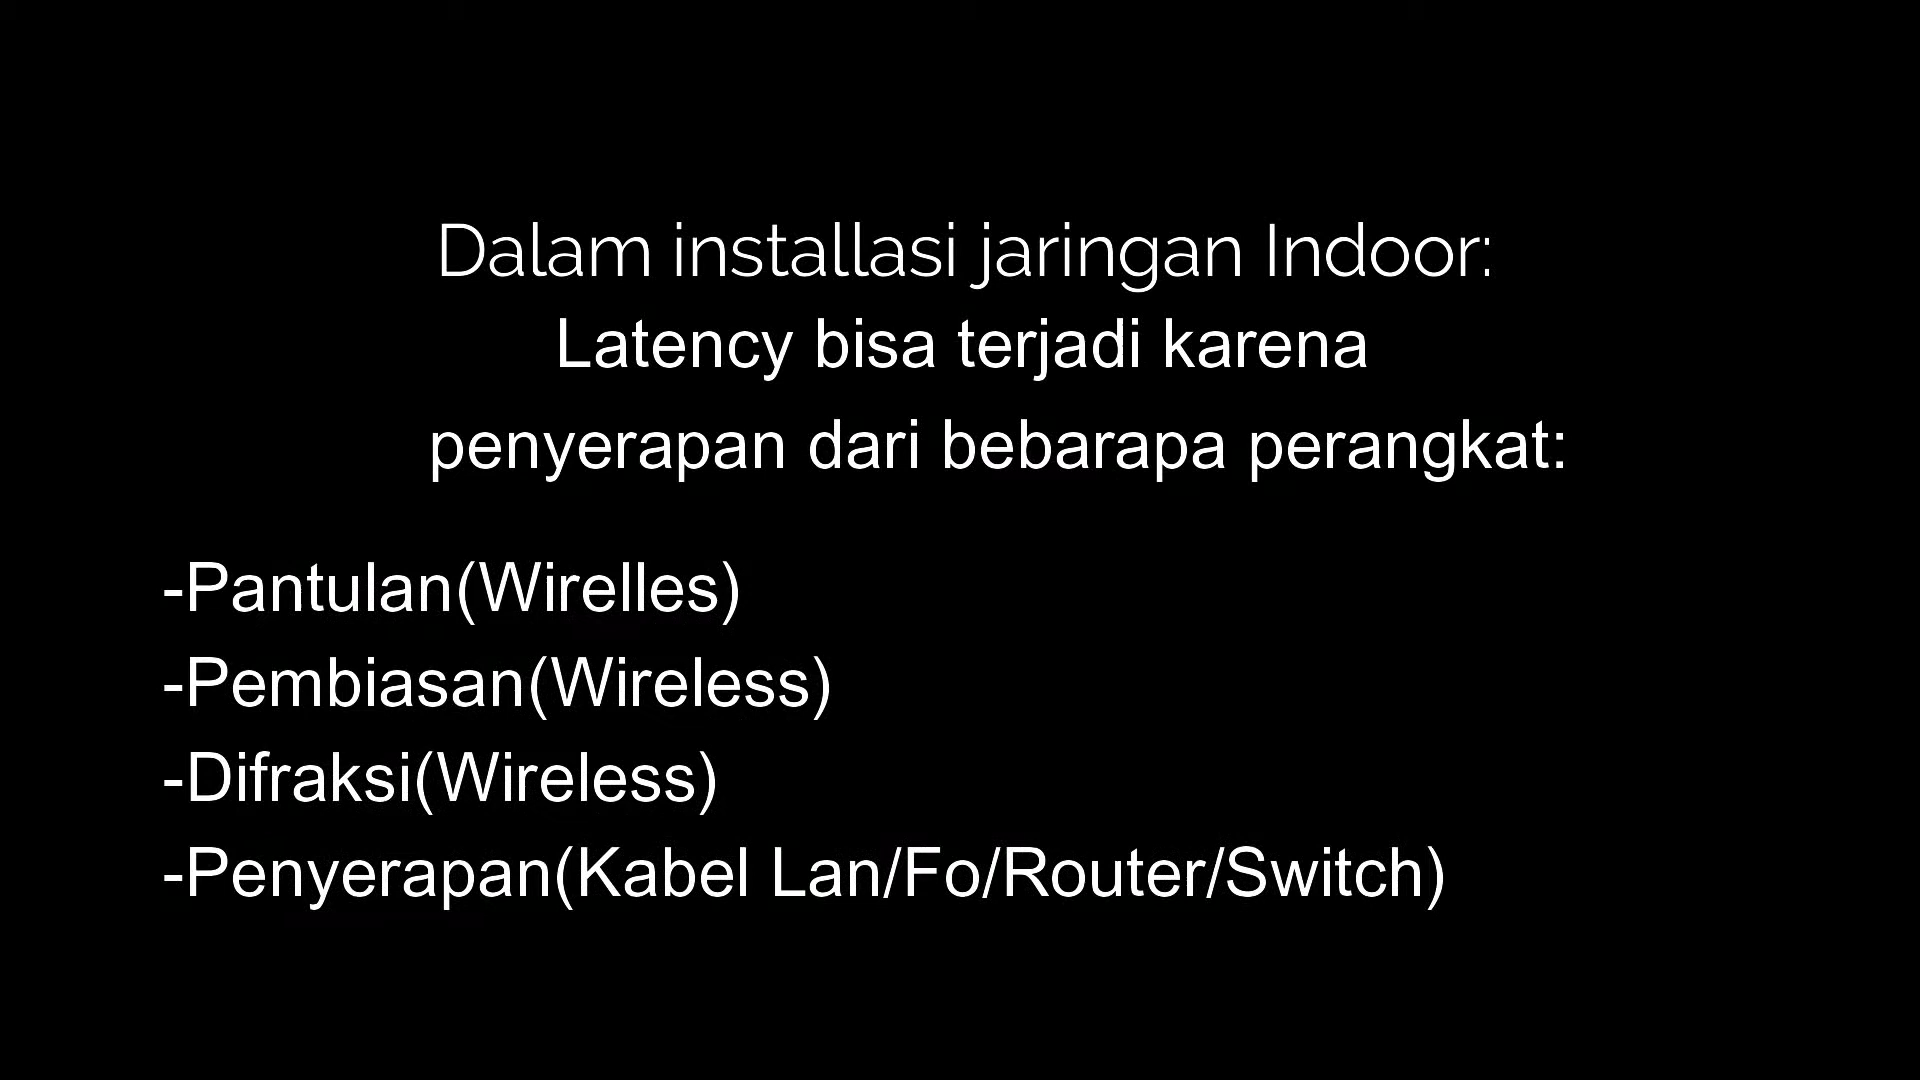 Dalam installasi jaringan Indoor:
Latency bisa terjadi karena
penyerapan dari bebarapa perangkat:
-Pantulan(Wirelles)
-Pembiasan(Wireless)
-Difraksi(Wireless)
-Penyerapan(Kabel Lan/Fo/Router/Switch)